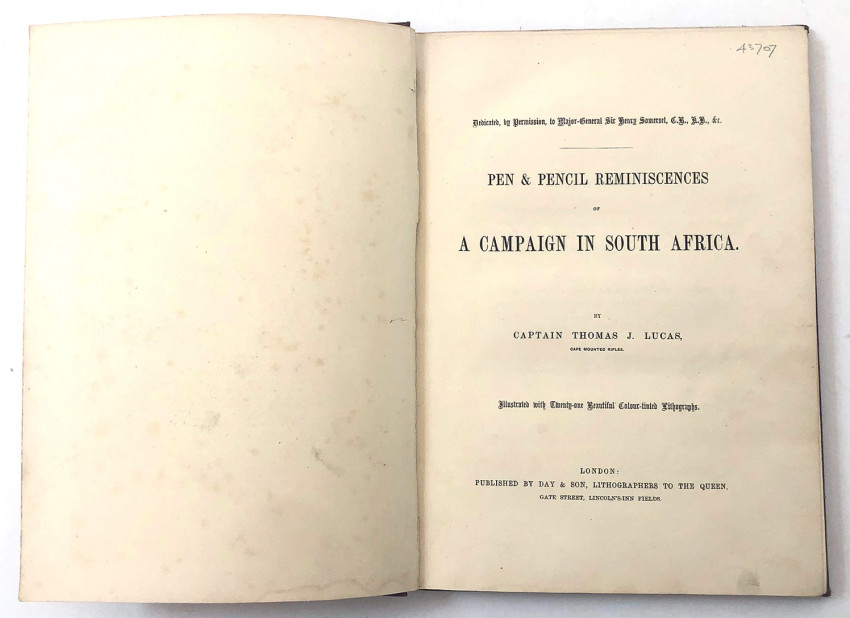 43707
Dedicated, by Permission, to Major-General Sir Henry Somerset, C.B., K.H., &c.
PEN & PENCIL REMINISCENCES
OF
A CAMPAIGN IN SOUTH AFRICA.
BY
CAPTAIN THOMAS J. LUCAS,
CAPE MOUNTED RIFLES.
Illustrated with Twenty-one Beautiful Colour-tinted Lithographs.
LONDON:
PUBLISHED BY DAY & SON, LITHOGRAPHERS TO THE QUEEN,
GATE STREET, LINCOLN'S-INN FIELDS.